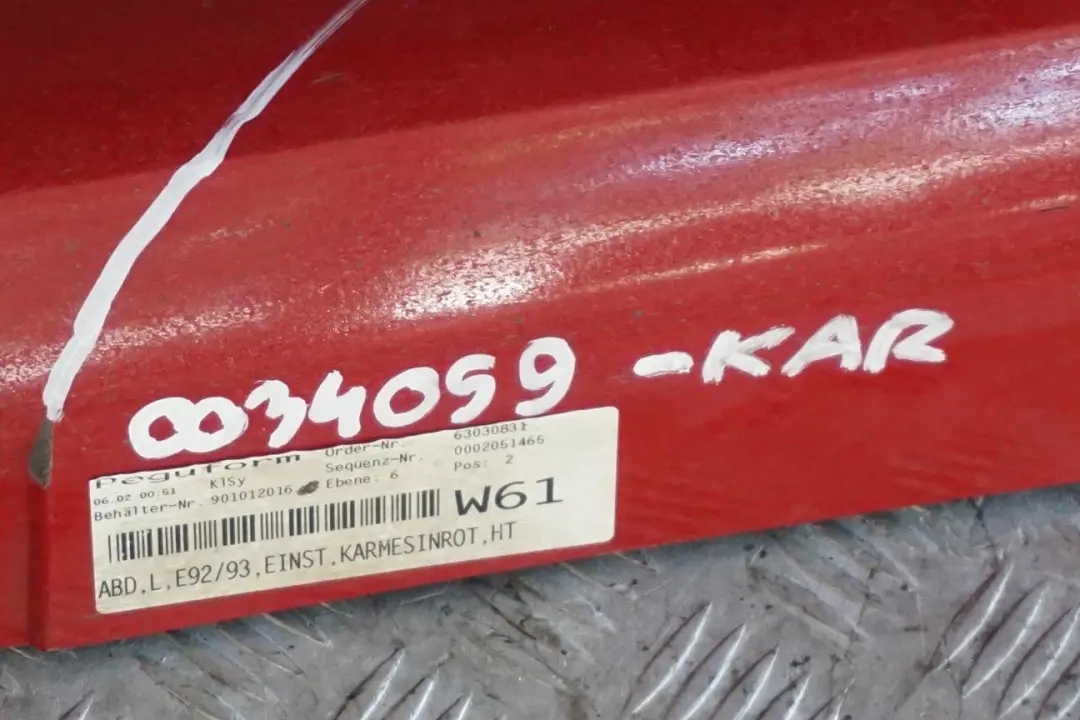 0034059 -KAR
Peguform Order-Nr. 63030831
06.02 00:51 KlSy Sequenz-Nr. 0002051465
Behälter-Nr. 901012016 Ebene: 6 Pos: 2
W61
ABD,L,E92/93,EINST,KARMESINROT,HT